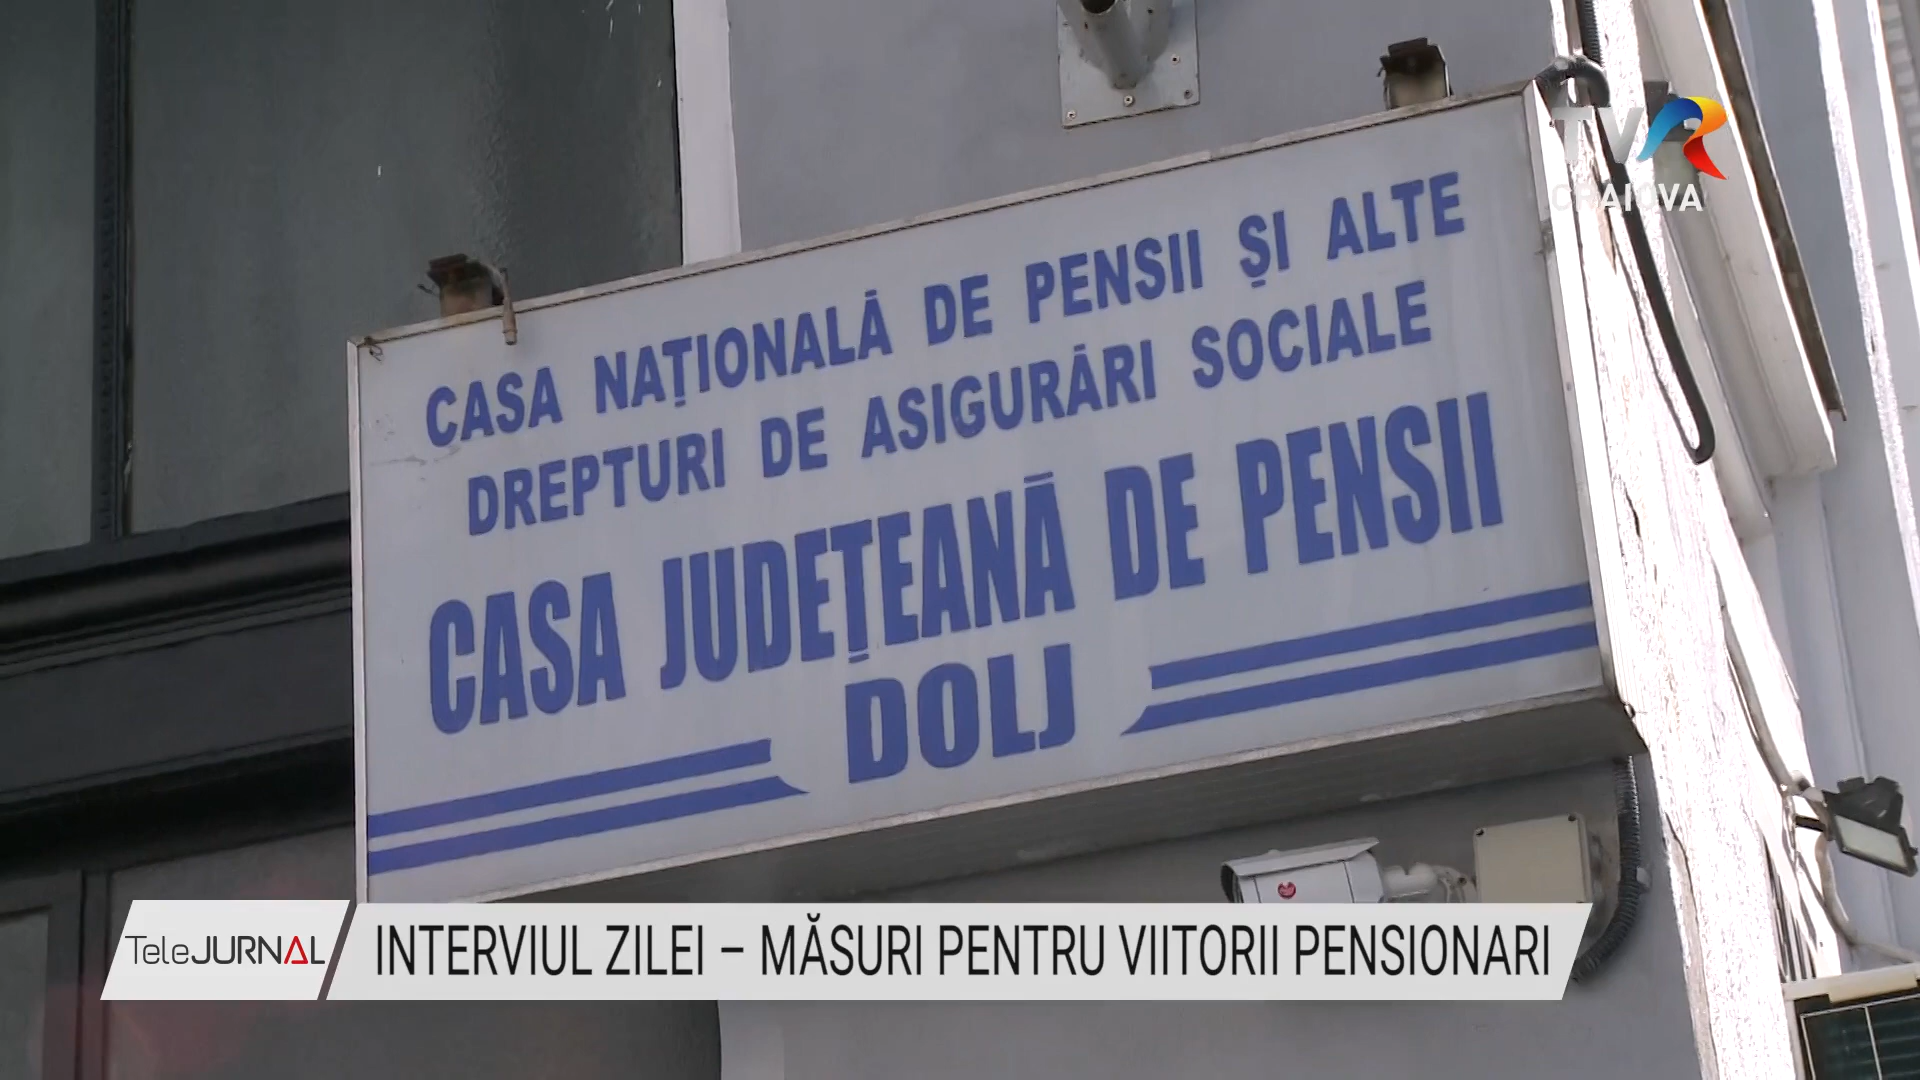 TVR
CRAIOVA
CASA NAȚIONALĂ DE PENSII ȘI ALTE
DREPTURI DE ASIGURĂRI SOCIALE
CASA JUDEȚEANĂ DE PENSII
DOLJ
TeleJURNAL
INTERVIUL ZILEI – MĂSURI PENTRU VIITORII PENSIONARI